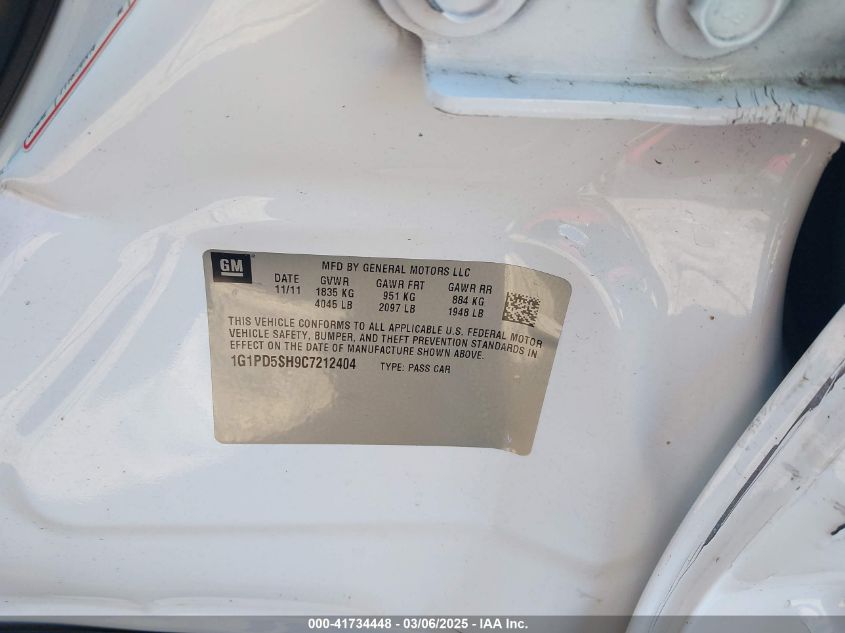 GM
MFD BY GENERAL MOTORS LLC
DATE GVWR GAWR FRT GAWR RR
11/11 1835 KG 951 KG 884 KG
4045 LB 2097 LB 1948 LB
THIS VEHICLE CONFORMS TO ALL APPLICABLE U.S. FEDERAL MOTOR
VEHICLE SAFETY, BUMPER, AND THEFT PREVENTION STANDARDS IN
EFFECT ON THE DATE OF MANUFACTURE SHOWN ABOVE.
1G1PD5SH9C7212404 TYPE: PASS CAR
000-41734448 - 03/06/2025 - IAA Inc.